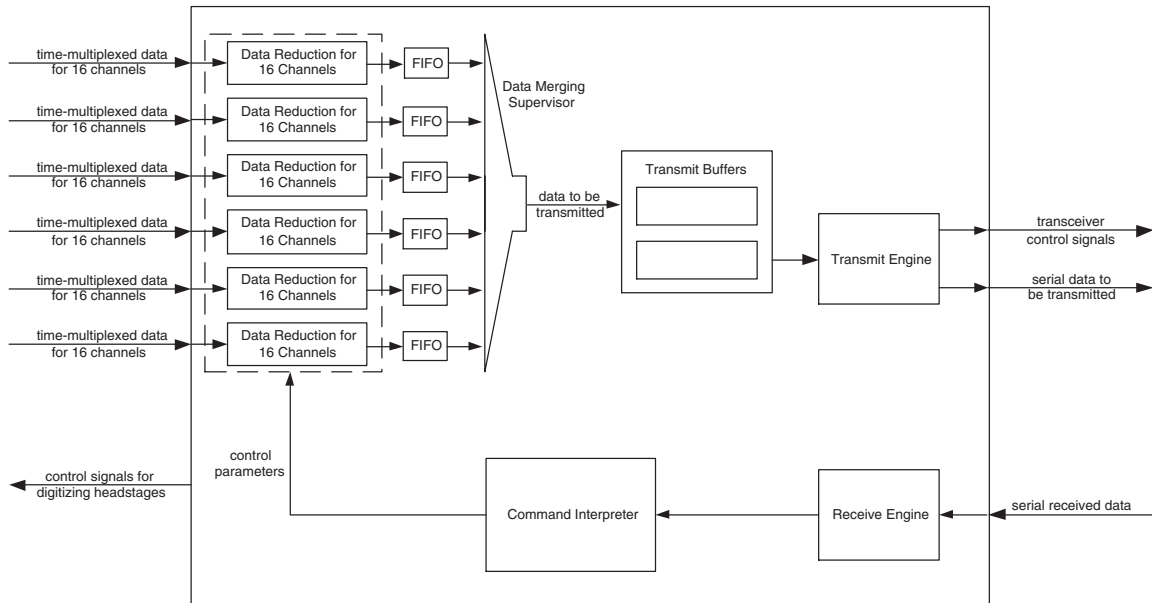 time-multiplexed data
for 16 channels
Data Reduction for
16 Channels
FIFO
time-multiplexed data
for 16 channels
Data Reduction for
16 Channels
FIFO
time-multiplexed data
for 16 channels
Data Reduction for
16 Channels
FIFO
time-multiplexed data
for 16 channels
Data Reduction for
16 Channels
FIFO
time-multiplexed data
for 16 channels
Data Reduction for
16 Channels
FIFO
time-multiplexed data
for 16 channels
Data Reduction for
16 Channels
FIFO
Data Merging
Supervisor
data to be
transmitted
Transmit Buffers
Transmit Engine
transceiver
control signals
serial data to
be transmitted
control
parameters
control signals for
digitizing headstages
Command Interpreter
Receive Engine
serial received data